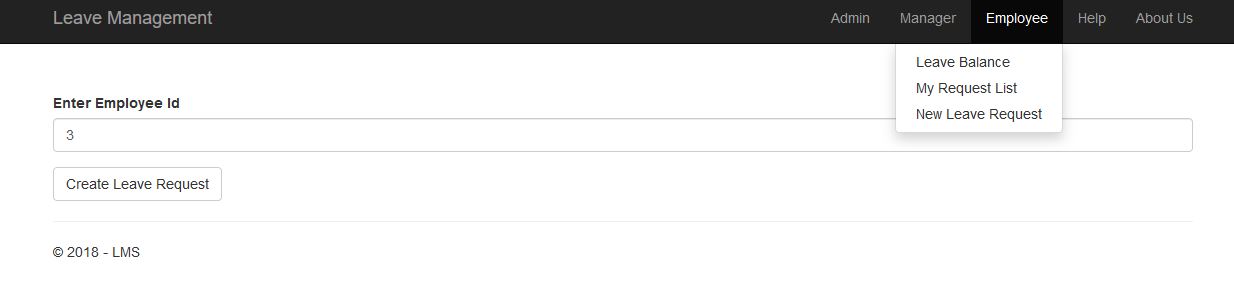 Leave Management Admin Manager Employee Help About Us
Leave Balance
My Request List
New Leave Request
Enter Employee Id
3
Create Leave Request
© 2018 - LMS